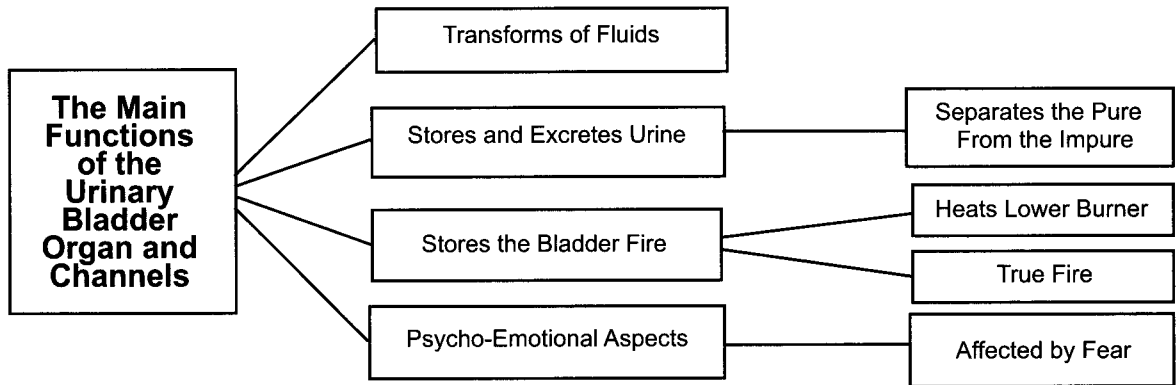 The Main
Functions
of the
Urinary
Bladder
Organ and
Channels
Transforms of Fluids
Stores and Excretes Urine
Separates the Pure
From the Impure
Stores the Bladder Fire
Heats Lower Burner
True Fire
Psycho-Emotional Aspects
Affected by Fear